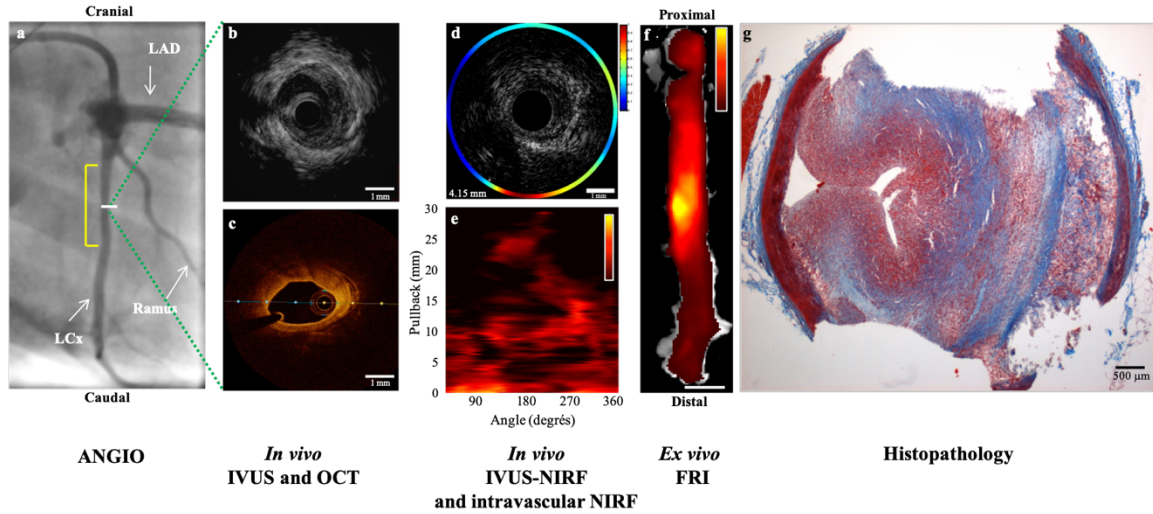 Cranial
a
LAD
Ramus
LCx
Caudal
b
1 mm
c
1 mm
d
4.15 mm
1 mm
e
30
25
20
15
10
5
0
Pullback (mm)
90
180
270
360
Angle (degrés)
Proximal
f
Distal
g
500 μm
ANGIO
In vivo
IVUS and OCT
In vivo
IVUS-NIRF
and intravascular NIRF
Ex vivo
FRI
Histopathology